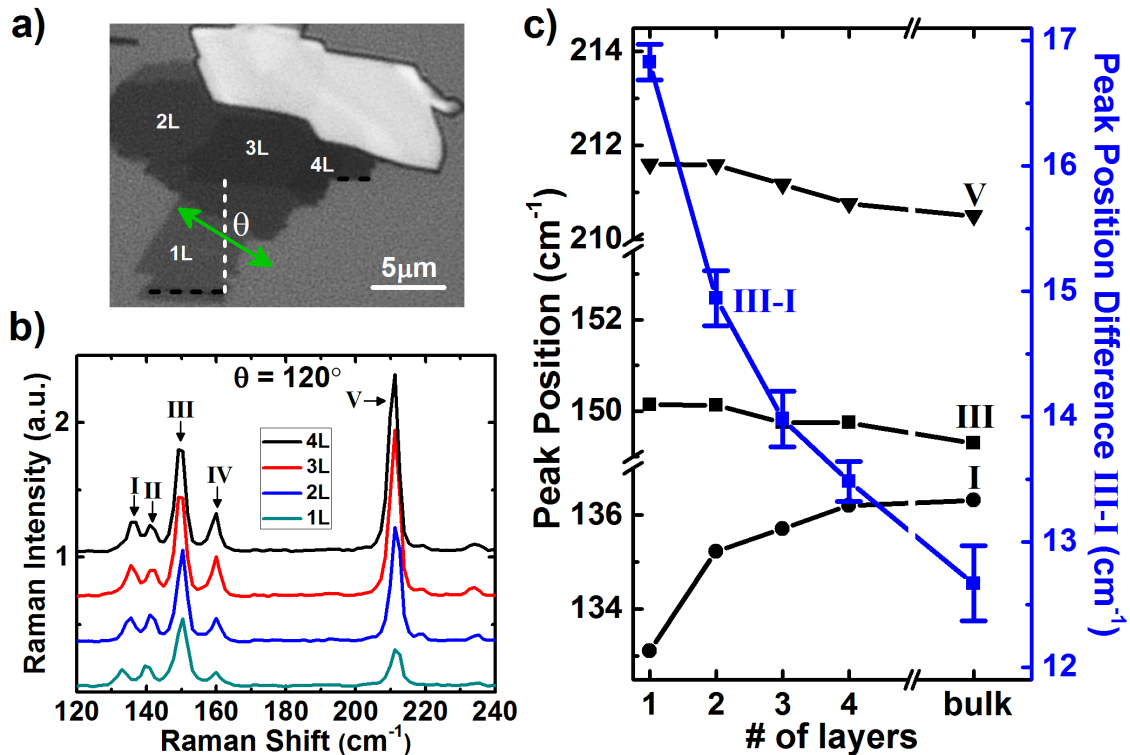 a)
2L
3L
4L
θ
1L
5μm
b)
Raman Intensity (a.u.)
2
1
θ = 120°
I
II
III
IV
V
4L
3L
2L
1L
120 140 160 180 200 220 240
Raman Shift (cm⁻¹)
c)
Peak Position (cm⁻¹)
214
212
210
152
150
136
134
V
III-I
III
I
1 2 3 4 bulk
# of layers
17
16
15
14
13
12
Peak Position Difference III-I (cm⁻¹)